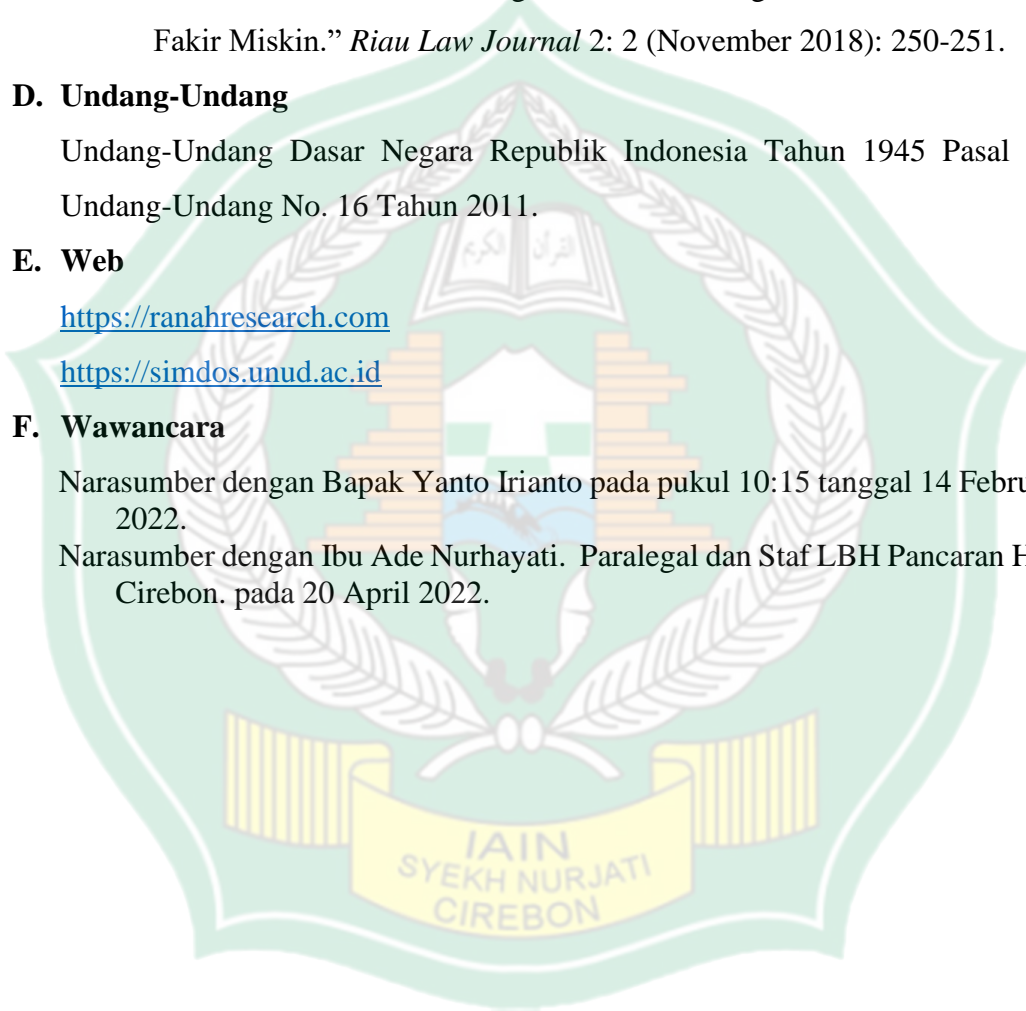 Fakir Miskin.” Riau Law Journal 2: 2 (November 2018): 250-251.
D. Undang-Undang
Undang-Undang Dasar Negara Republik Indonesia Tahun 1945 Pasal
Undang-Undang No. 16 Tahun 2011.
E. Web
https://ranahresearch.com
https://simdos.unud.ac.id
F. Wawancara
Narasumber dengan Bapak Yanto Irianto pada pukul 10:15 tanggal 14 Febru
2022.
Narasumber dengan Ibu Ade Nurhayati. Paralegal dan Staf LBH Pancaran H
Cirebon. pada 20 April 2022.
القرآن الكريم
IAIN
SYEKH NURJATI
CIREBON